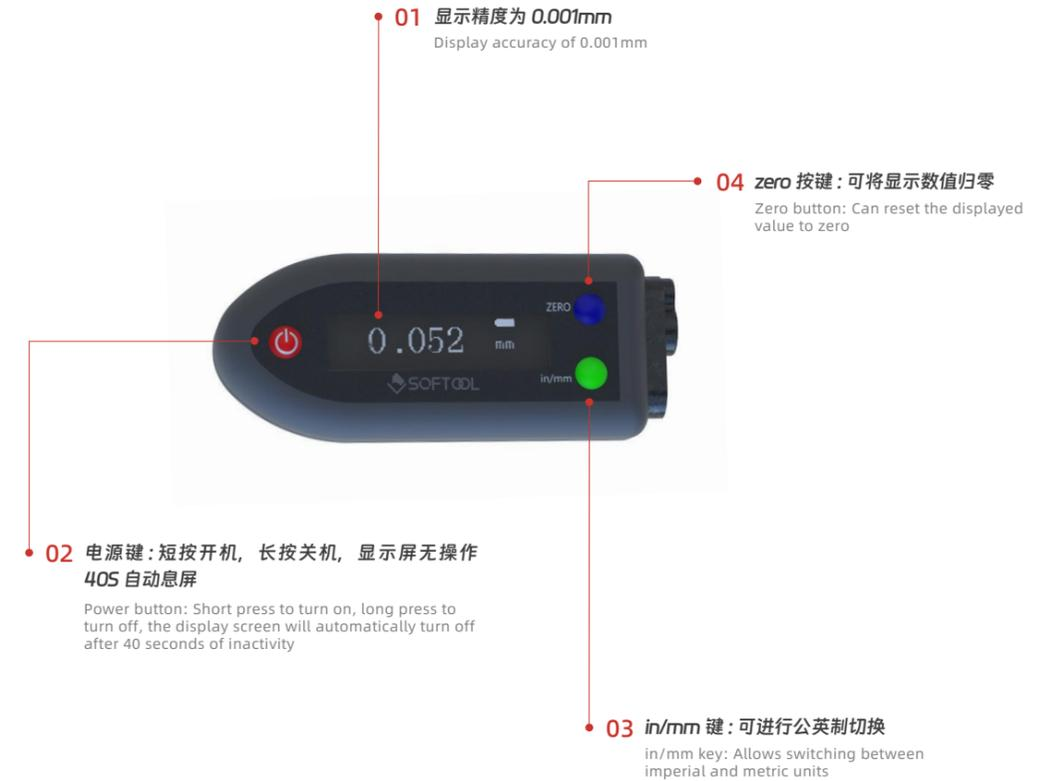 01 显示精度为 0.001mm
Display accuracy of 0.001mm
04 zero 按键：可将显示数值归零
Zero button: Can reset the displayed
value to zero
ZERO
0.052
mm
in/mm
SOFTOOL
02 电源键：短按开机，长按关机，显示屏无操作
40S 自动息屏
Power button: Short press to turn on, long press to
turn off, the display screen will automatically turn off
after 40 seconds of inactivity
03 in/mm 键：可进行公英制切换
in/mm key: Allows switching between
imperial and metric units